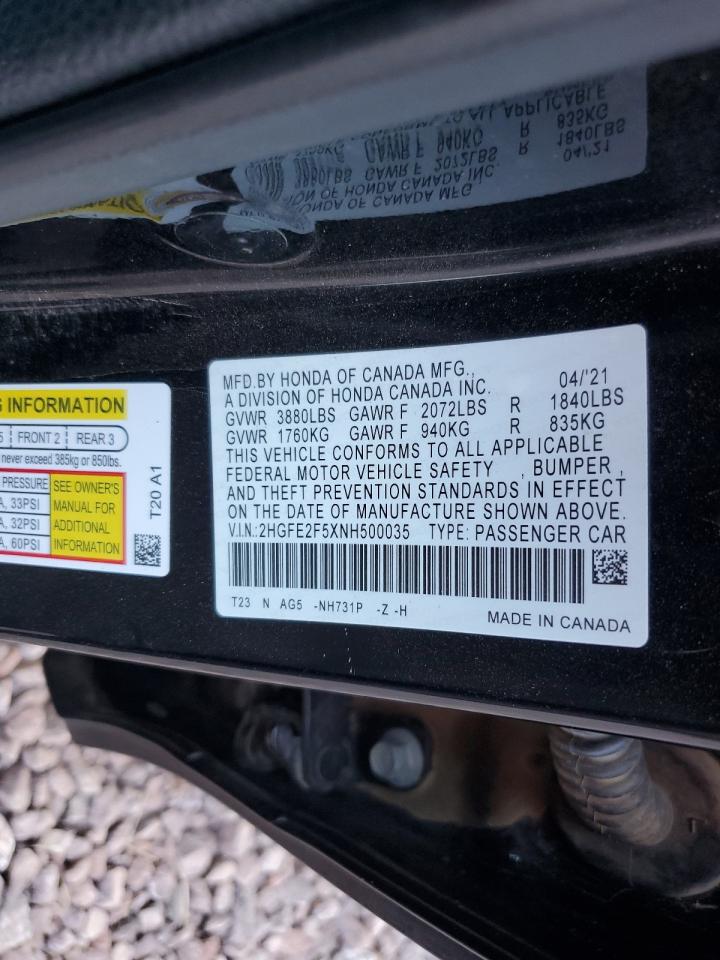 MFD.BY HONDA OF CANADA MFG., 04/'21
A DIVISION OF HONDA CANADA INC.
GVWR 3880LBS GAWR F 2072LBS R 1840LBS
GVWR 1760KG GAWR F 940KG R 835KG
THIS VEHICLE CONFORMS TO ALL APPLICABLE
FEDERAL MOTOR VEHICLE SAFETY , BUMPER ,
AND THEFT PREVENTION STANDARDS IN EFFECT
ON THE DATE OF MANUFACTURE SHOWN ABOVE.
V.I.N.:2HGFE2F5XNH500035 TYPE: PASSENGER CAR
T23 N AG5 -NH731P -Z -H
MADE IN CANADA
INFORMATION
5 FRONT 2 REAR 3
never exceed 385kg or 850lbs.
PRESSURE SEE OWNER'S
A, 33PSI MANUAL FOR
A, 32PSI ADDITIONAL
A, 60PSI INFORMATION
T20 A1